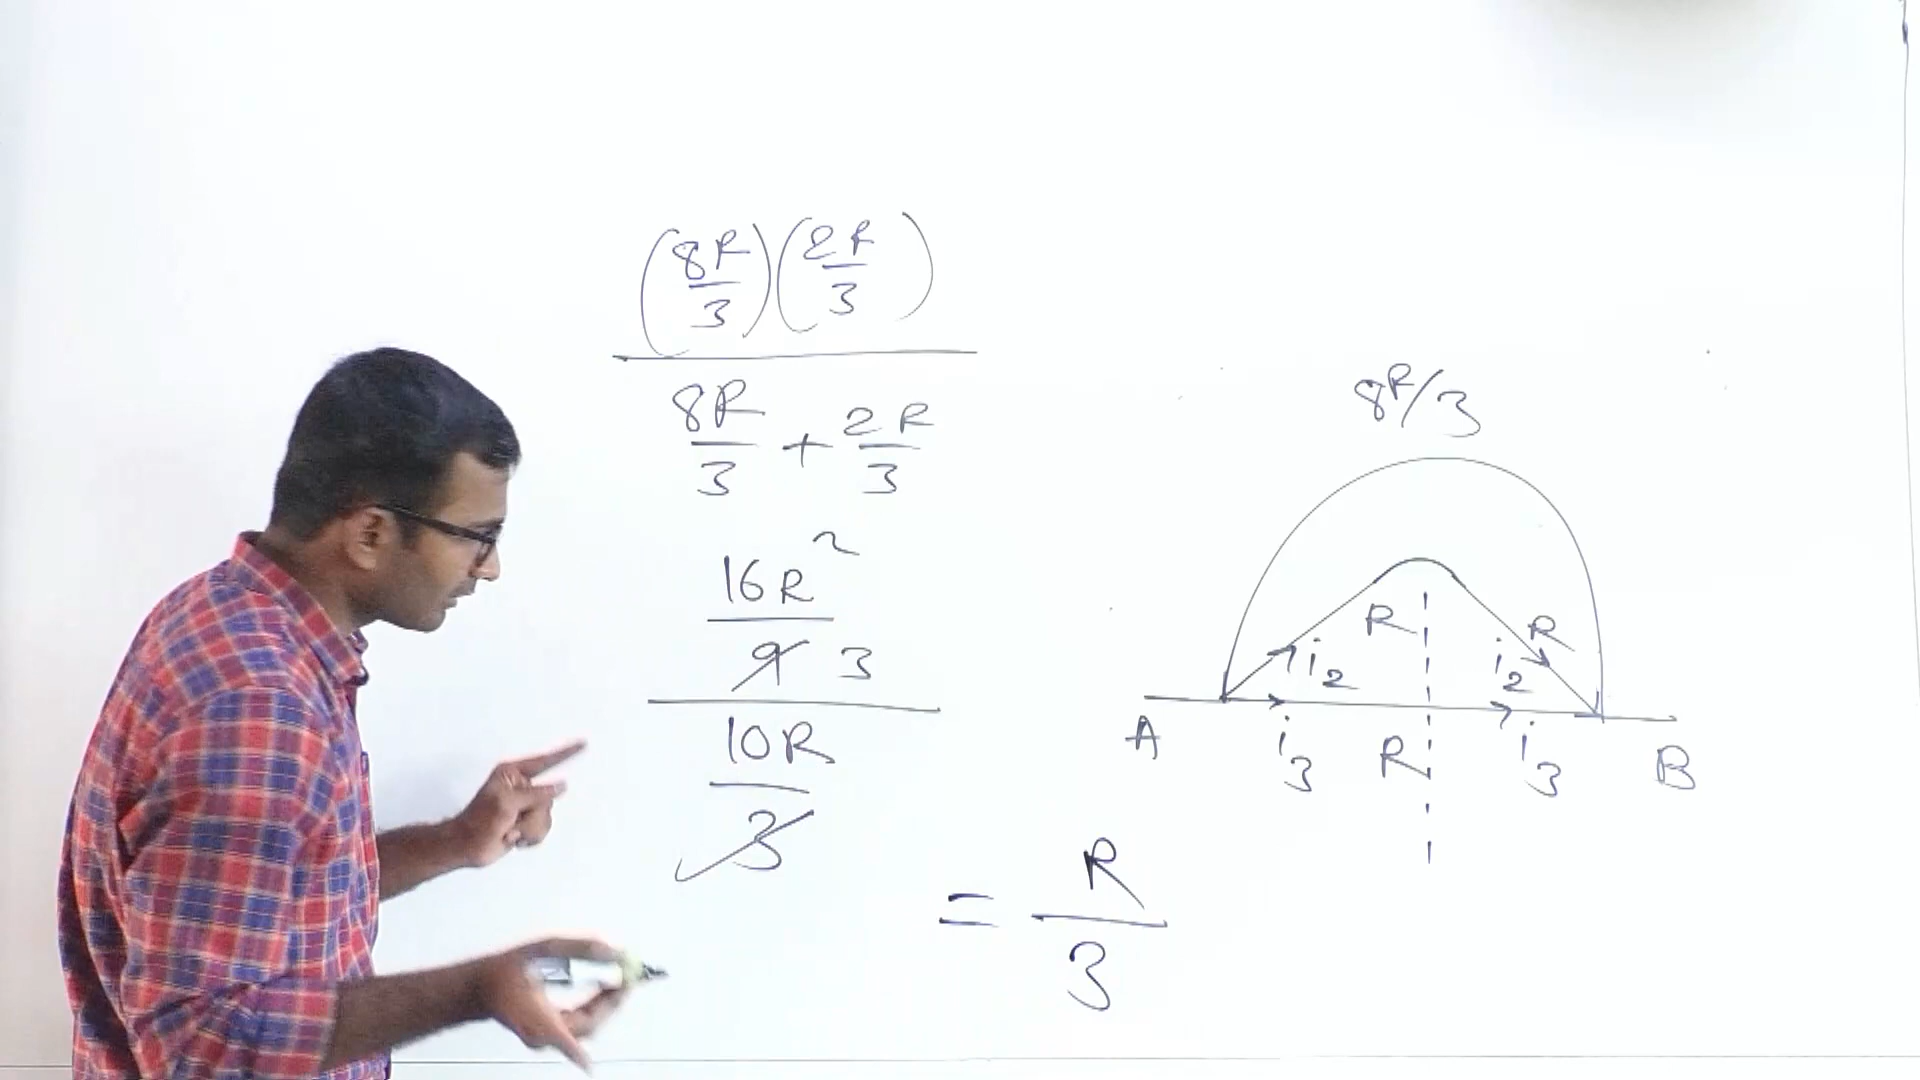 (8R/3)(2R/3)
8R/3 + 2R/3
16R²
9 3
10R
3
= R/3
8R/3
R R
i₂ i₂
A i₃ R i₃ B